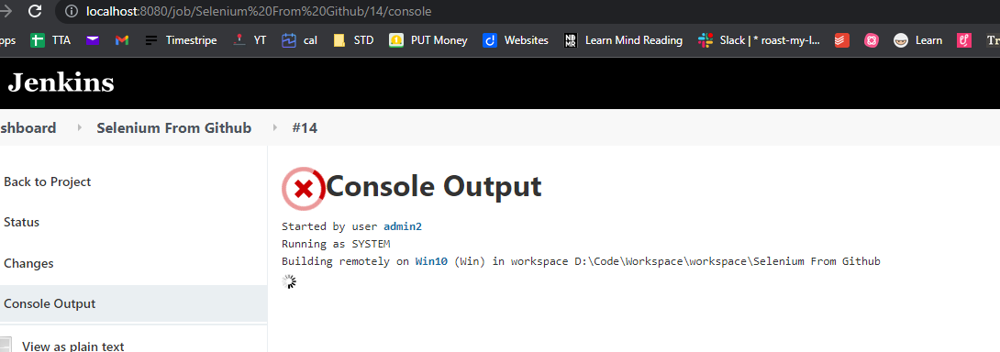 localhost:8080/job/Selenium%20From%20Github/14/console
pps TTA Timestripe YT cal STD PUT Money Websites Learn Mind Reading Slack | * roast-my-l... Learn Tr
Jenkins
shboard Selenium From Github #14
Back to Project
Status
Changes
Console Output
View as plain text
Console Output
Started by user admin2
Running as SYSTEM
Building remotely on Win10 (Win) in workspace D:\Code\Workspace\workspace\Selenium From Github